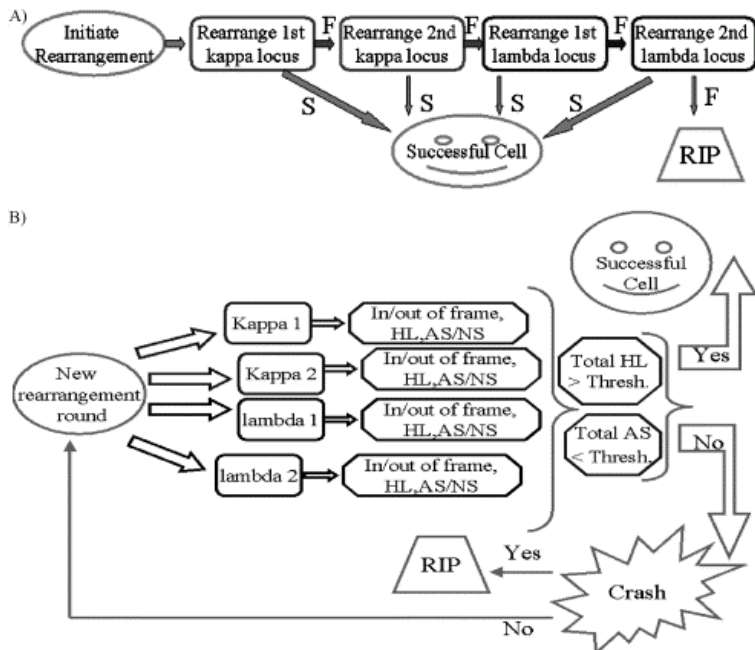 A)
Initiate
Rearrangement
Rearrange 1st
kappa locus
F
Rearrange 2nd
kappa locus
F
Rearrange 1st
lambda locus
F
Rearrange 2nd
lambda locus
S
S
S
S
F
Successful Cell
RIP
B)
Successful
Cell
New
rearrangement
round
Kappa 1
In/out of frame,
HL,AS/NS
Kappa 2
In/out of frame,
HL,AS/NS
lambda 1
In/out of frame,
HL,AS/NS
lambda 2
In/out of frame,
HL,AS/NS
Total HL
> Thresh.
Total AS
< Thresh.
Yes
No
RIP
Yes
Crash
No